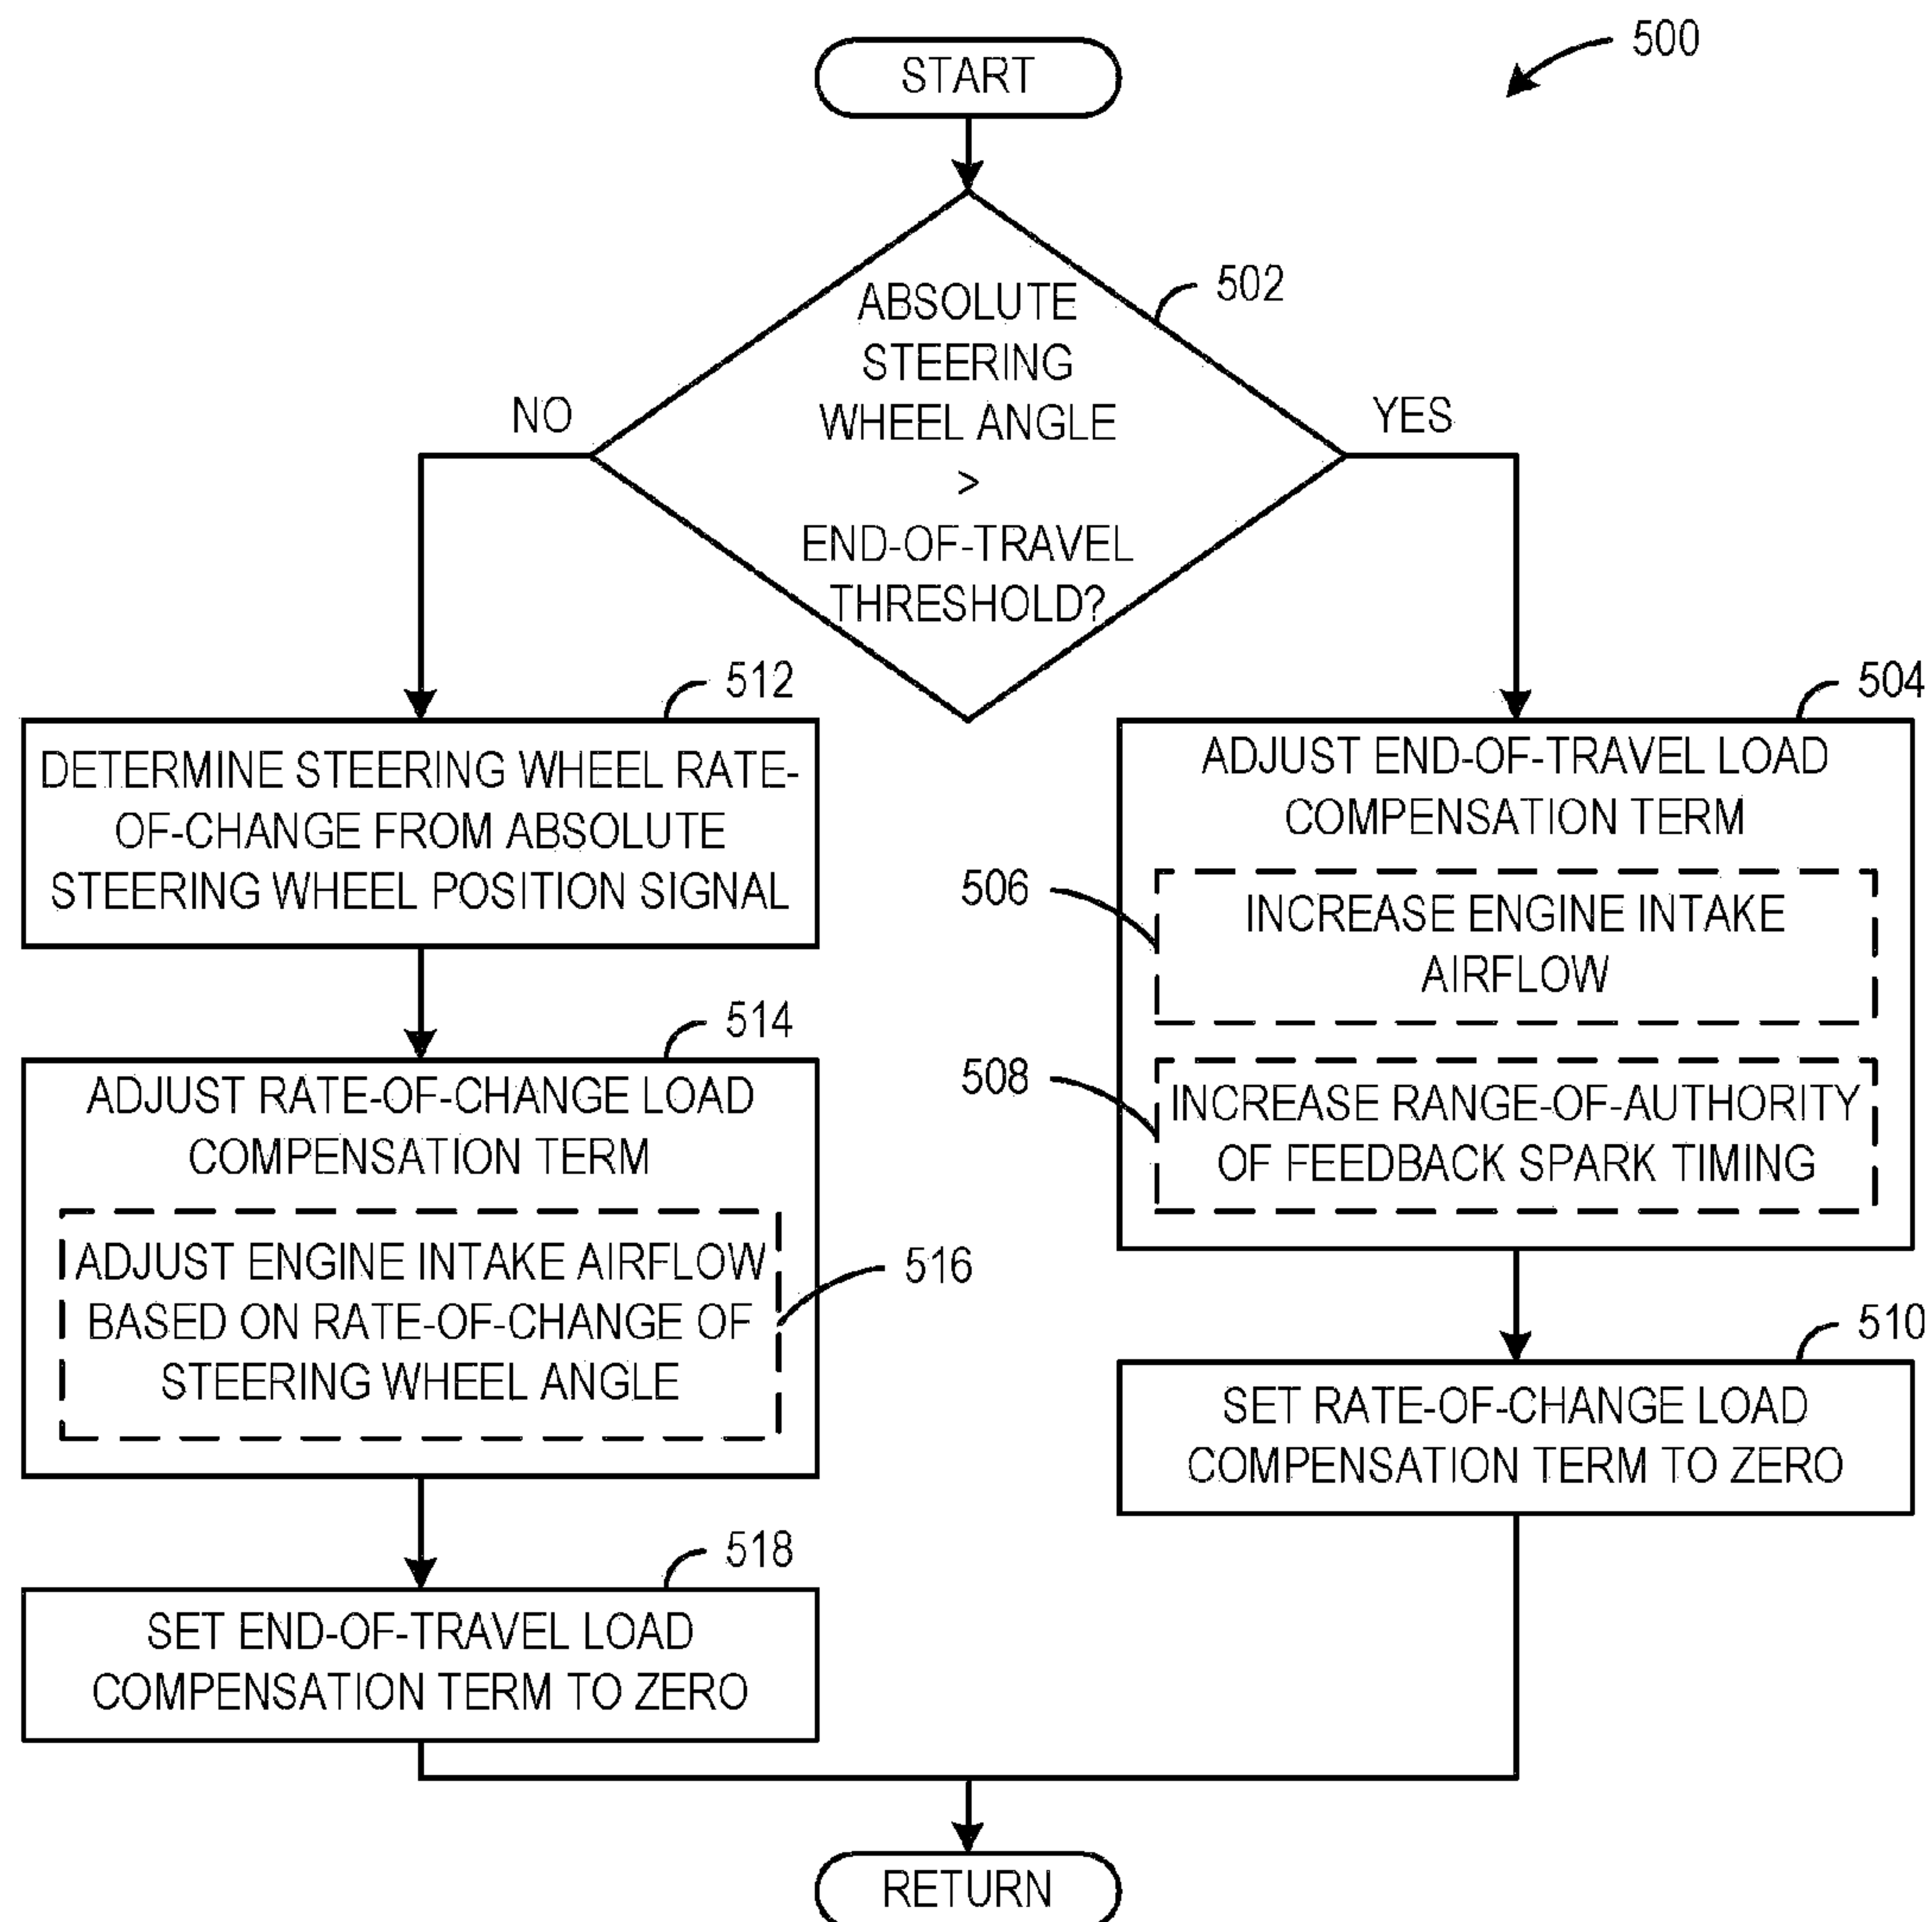 500
START
502
ABSOLUTE
STEERING
WHEEL ANGLE
>
END-OF-TRAVEL
THRESHOLD?
NO
YES
512
DETERMINE STEERING WHEEL RATE-
OF-CHANGE FROM ABSOLUTE
STEERING WHEEL POSITION SIGNAL
514
ADJUST RATE-OF-CHANGE LOAD
COMPENSATION TERM
ADJUST ENGINE INTAKE AIRFLOW
BASED ON RATE-OF-CHANGE OF
STEERING WHEEL ANGLE
516
518
SET END-OF-TRAVEL LOAD
COMPENSATION TERM TO ZERO
504
ADJUST END-OF-TRAVEL LOAD
COMPENSATION TERM
506
INCREASE ENGINE INTAKE
AIRFLOW
508
INCREASE RANGE-OF-AUTHORITY
OF FEEDBACK SPARK TIMING
510
SET RATE-OF-CHANGE LOAD
COMPENSATION TERM TO ZERO
RETURN